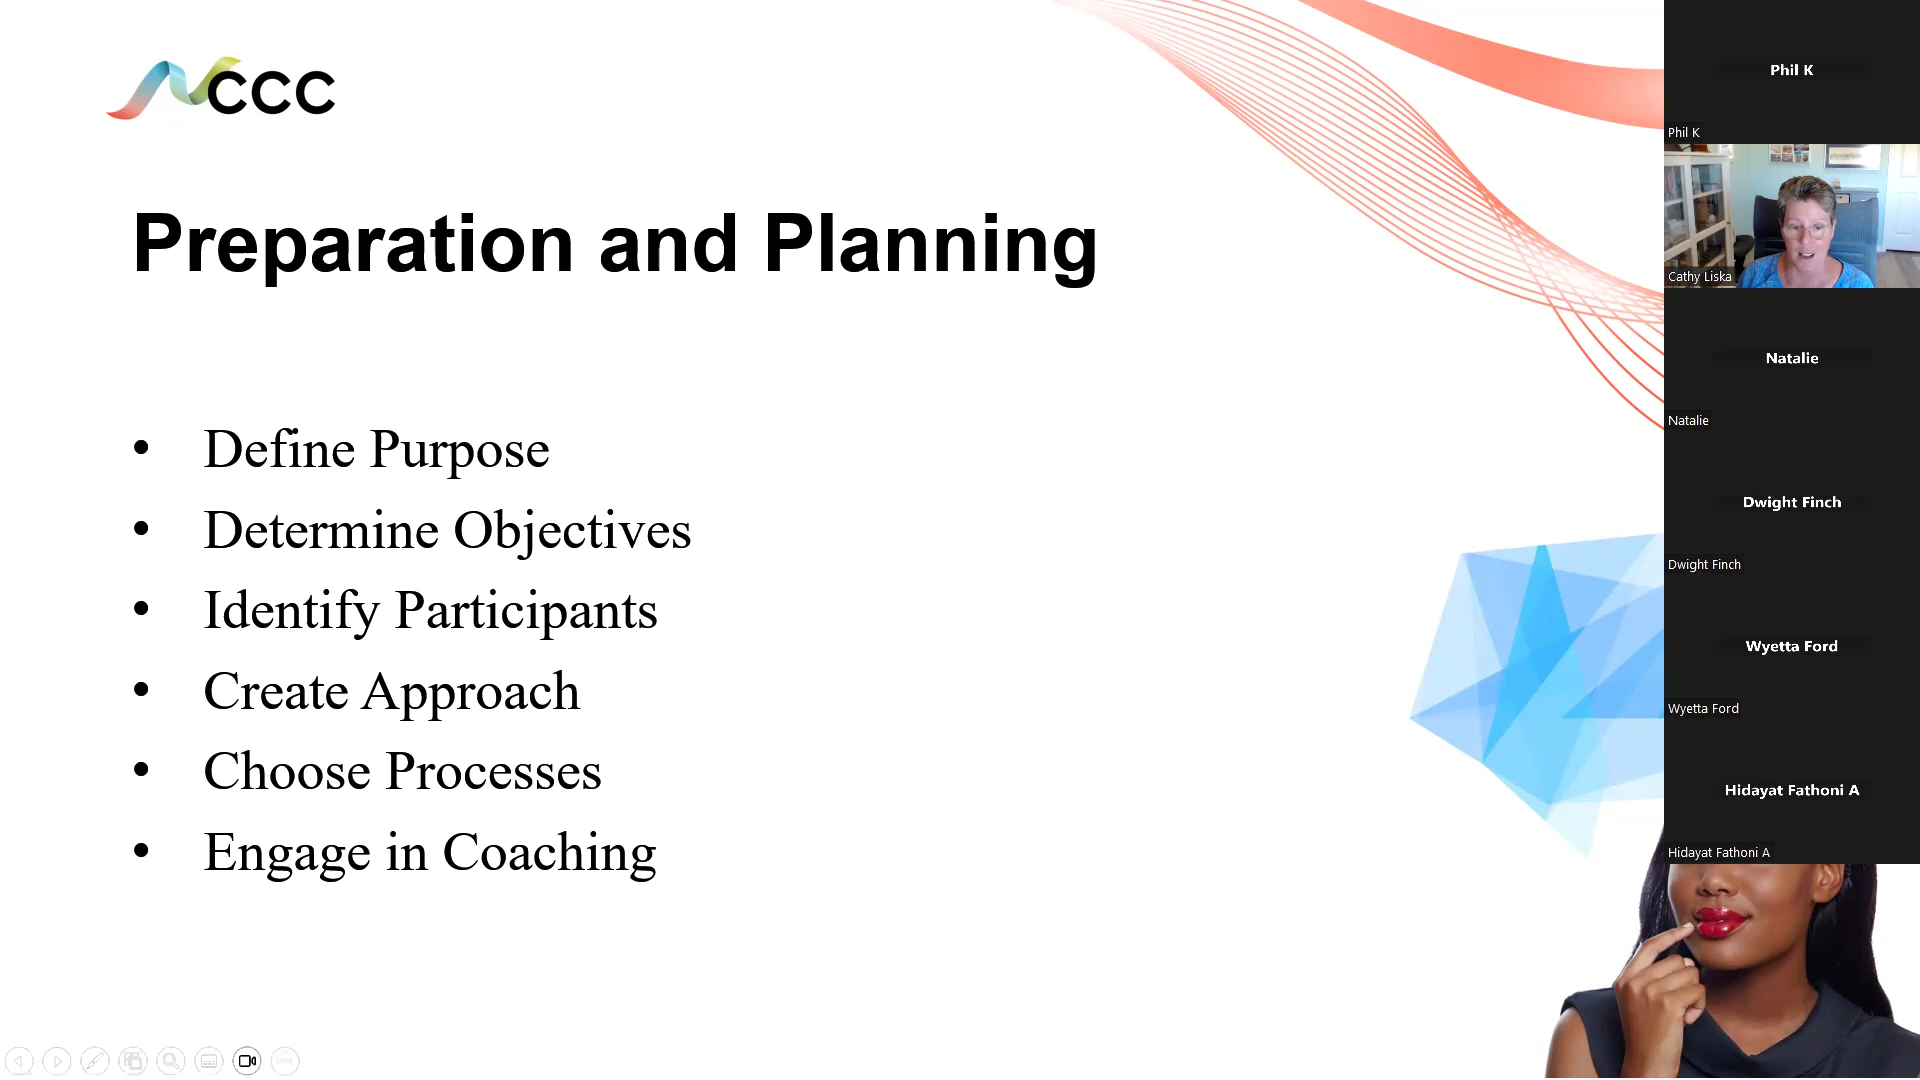 CCC
Preparation and Planning
• Define Purpose
• Determine Objectives
• Identify Participants
• Create Approach
• Choose Processes
• Engage in Coaching
Phil K
Phil K
Cathy Liska
Natalie
Natalie
Dwight Finch
Dwight Finch
Wyetta Ford
Wyetta Ford
Hidayat Fathoni A
Hidayat Fathoni A